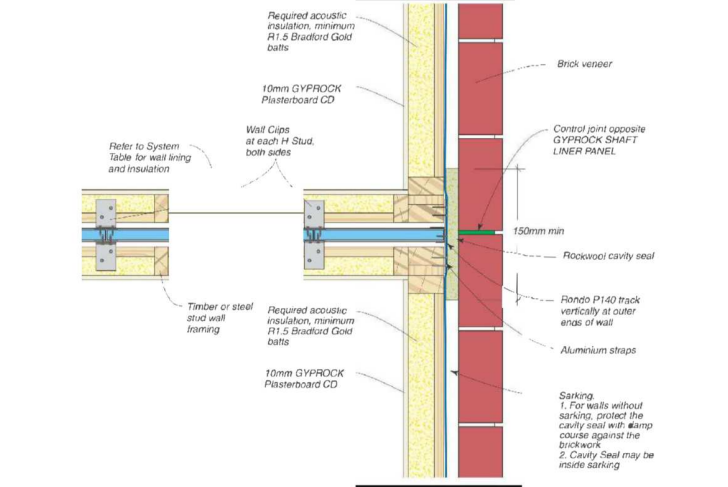 Required acoustic
insulation, minimum
R1.5 Bradford Gold
batts
10mm GYPROCK
Plasterboard CD
Wall Clips
at each H Stud,
both sides
Refer to System
Table for wall lining
and insulation
Timber or steel
stud wall
framing
Required acoustic
insulation, minimum
R1.5 Bradford Gold
batts
10mm GYPROCK
Plasterboard CD
Brick veneer
Control joint opposite
GYPROCK SHAFT
LINER PANEL
150mm min
Rockwool cavity seal
Rondo P140 track
vertically at outer
ends of wall
Aluminium straps
Sarking.
1. For walls without
sarking, protect the
cavity seal with damp
course against the
brickwork
2. Cavity Seal may be
inside sarking